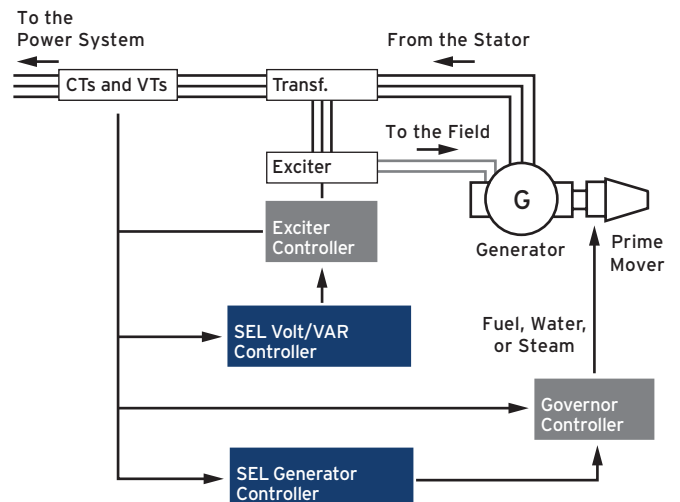 To the
Power System
From the Stator
CTs and VTs
Transf.
To the Field
Exciter
G
Exciter
Controller
Generator
Prime
Mover
SEL Volt/VAR
Controller
Fuel, Water,
or Steam
Governor
Controller
SEL Generator
Controller